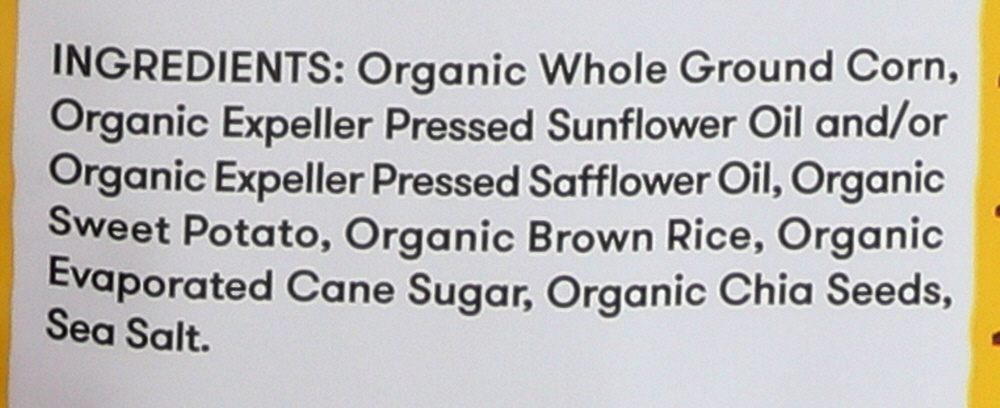 INGREDIENTS: Organic Whole Ground Corn,
Organic Expeller Pressed Sunflower Oil and/or
Organic Expeller Pressed Safflower Oil, Organic
Sweet Potato, Organic Brown Rice, Organic
Evaporated Cane Sugar, Organic Chia Seeds,
Sea Salt.